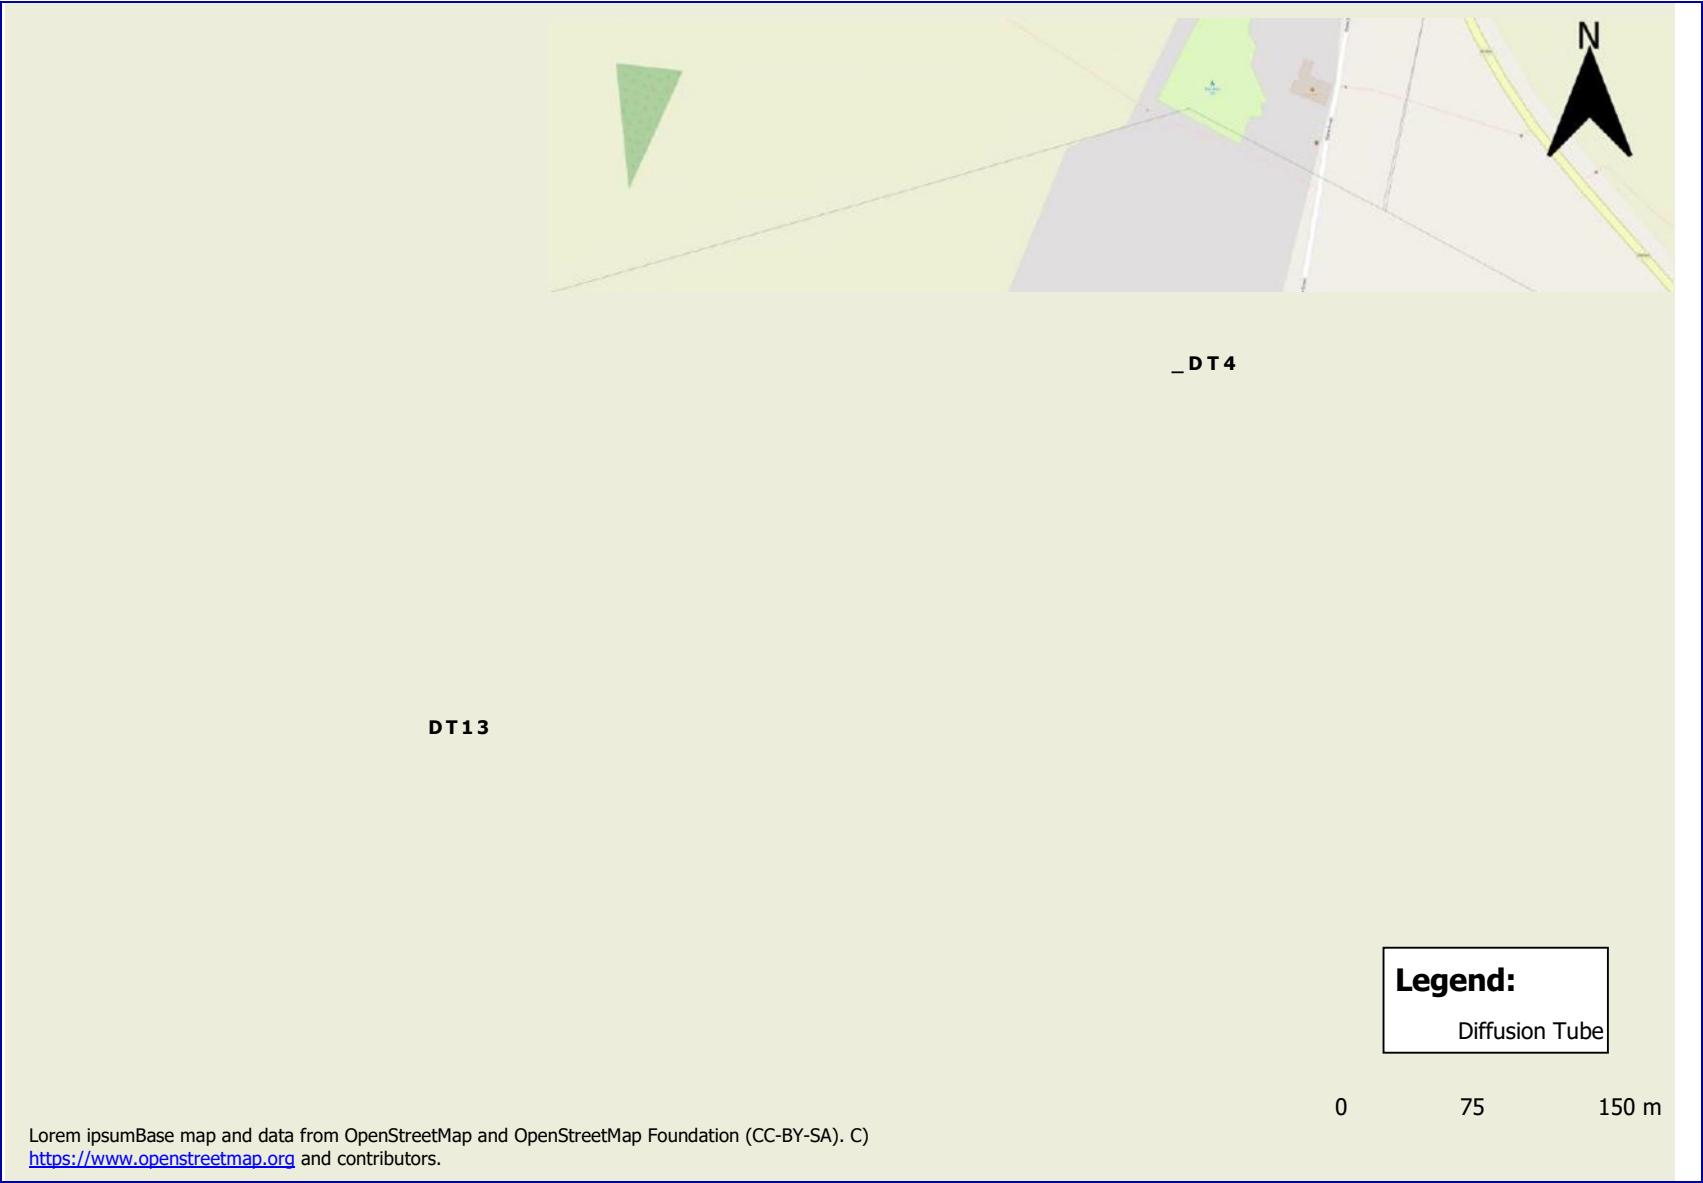 N
_DT4
DT13
Legend:
Diffusion Tube
0 75 150 m
Lorem ipsumBase map and data from OpenStreetMap and OpenStreetMap Foundation (CC-BY-SA). C)
https://www.openstreetmap.org and contributors.